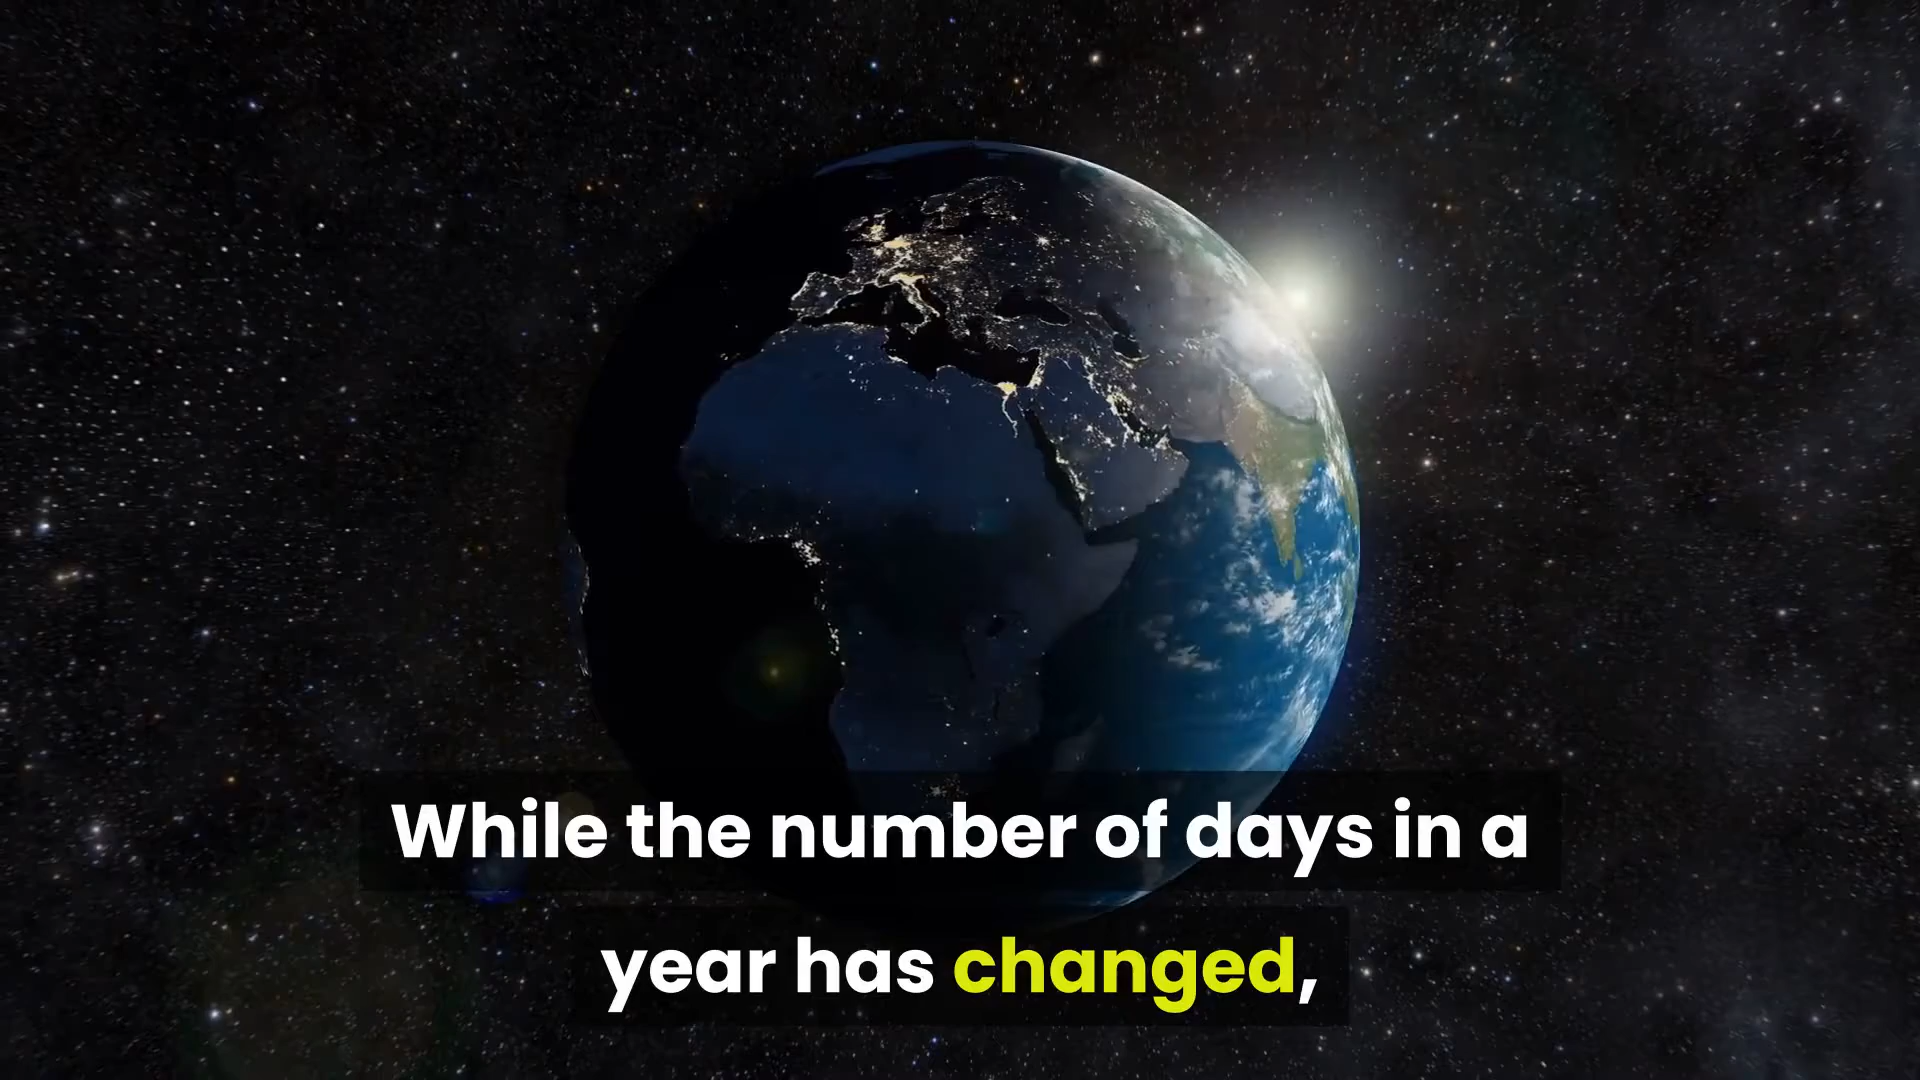 While the number of days in a
year has changed,